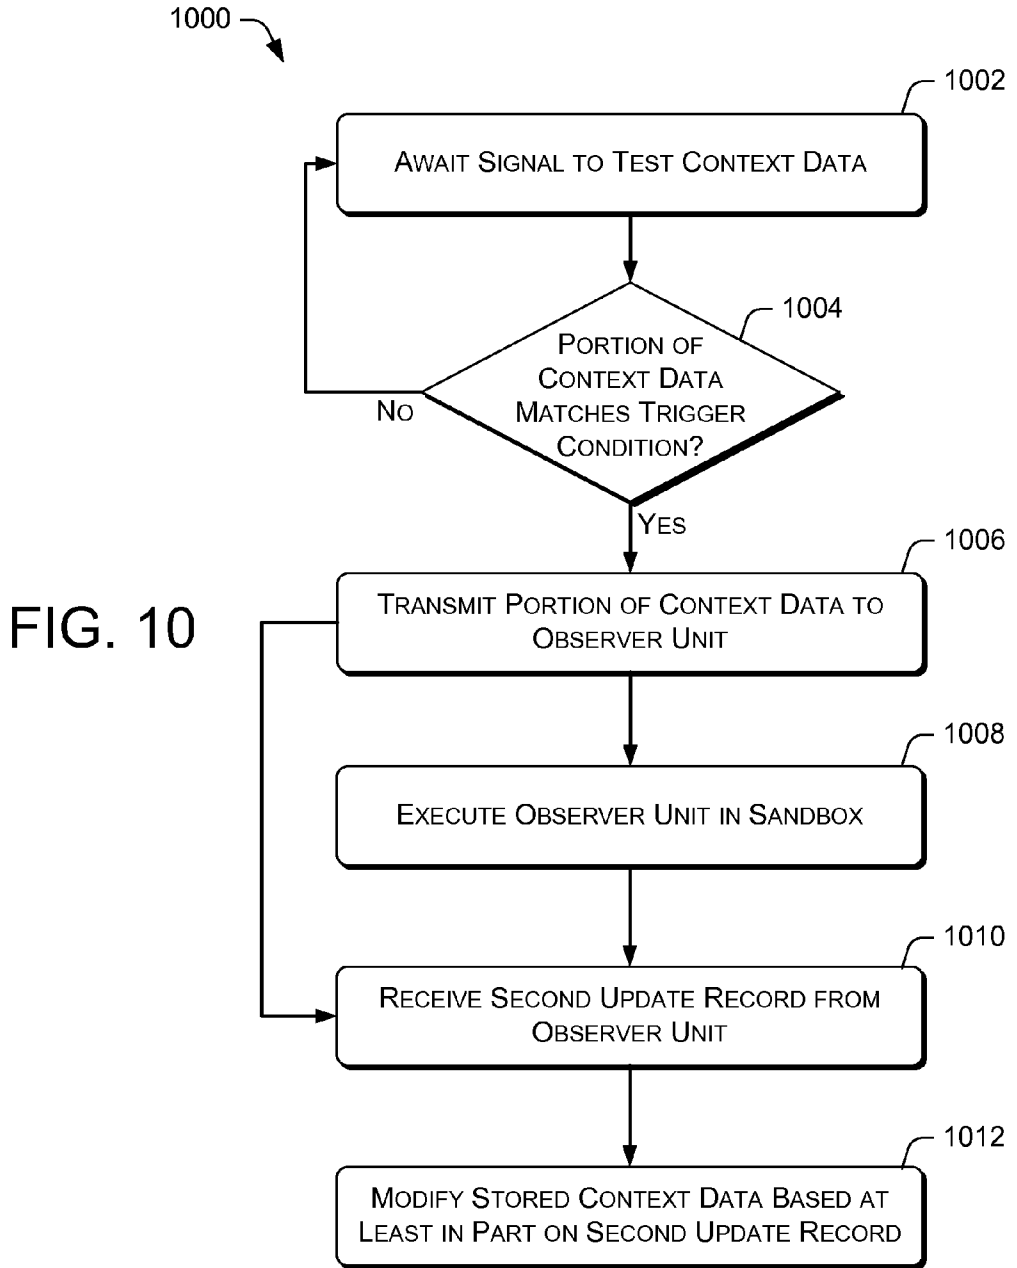 1000
1002
AWAIT SIGNAL TO TEST CONTEXT DATA
1004
PORTION OF
CONTEXT DATA
MATCHES TRIGGER
CONDITION?
NO
YES
1006
TRANSMIT PORTION OF CONTEXT DATA TO
OBSERVER UNIT
FIG. 10
1008
EXECUTE OBSERVER UNIT IN SANDBOX
1010
RECEIVE SECOND UPDATE RECORD FROM
OBSERVER UNIT
1012
MODIFY STORED CONTEXT DATA BASED AT
LEAST IN PART ON SECOND UPDATE RECORD